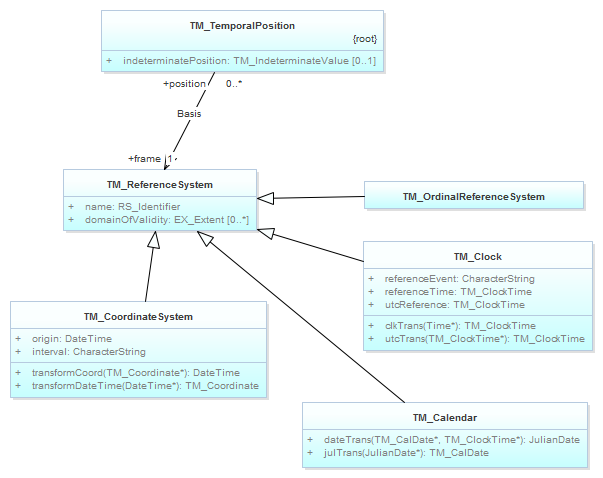 TM_TemporalPosition
{root}
+ indeterminatePosition: TM_IndeterminateValue [0..1]
+position 0..*
Basis
+frame 1
TM_ReferenceSystem
+ name: RS_Identifier
+ domainOfValidity: EX_Extent [0..*]
TM_OrdinalReferenceSystem
TM_Clock
+ referenceEvent: CharacterString
+ referenceTime: TM_ClockTime
+ utcReference: TM_ClockTime
+ clkTrans(Time*): TM_ClockTime
+ utcTrans(TM_ClockTime*): TM_ClockTime
TM_CoordinateSystem
+ origin: DateTime
+ interval: CharacterString
+ transformCoord(TM_Coordinate*): DateTime
+ transformDateTime(DateTime*): TM_Coordinate
TM_Calendar
+ dateTrans(TM_CalDate*, TM_ClockTime*): JulianDate
+ julTrans(JulianDate*): TM_CalDate